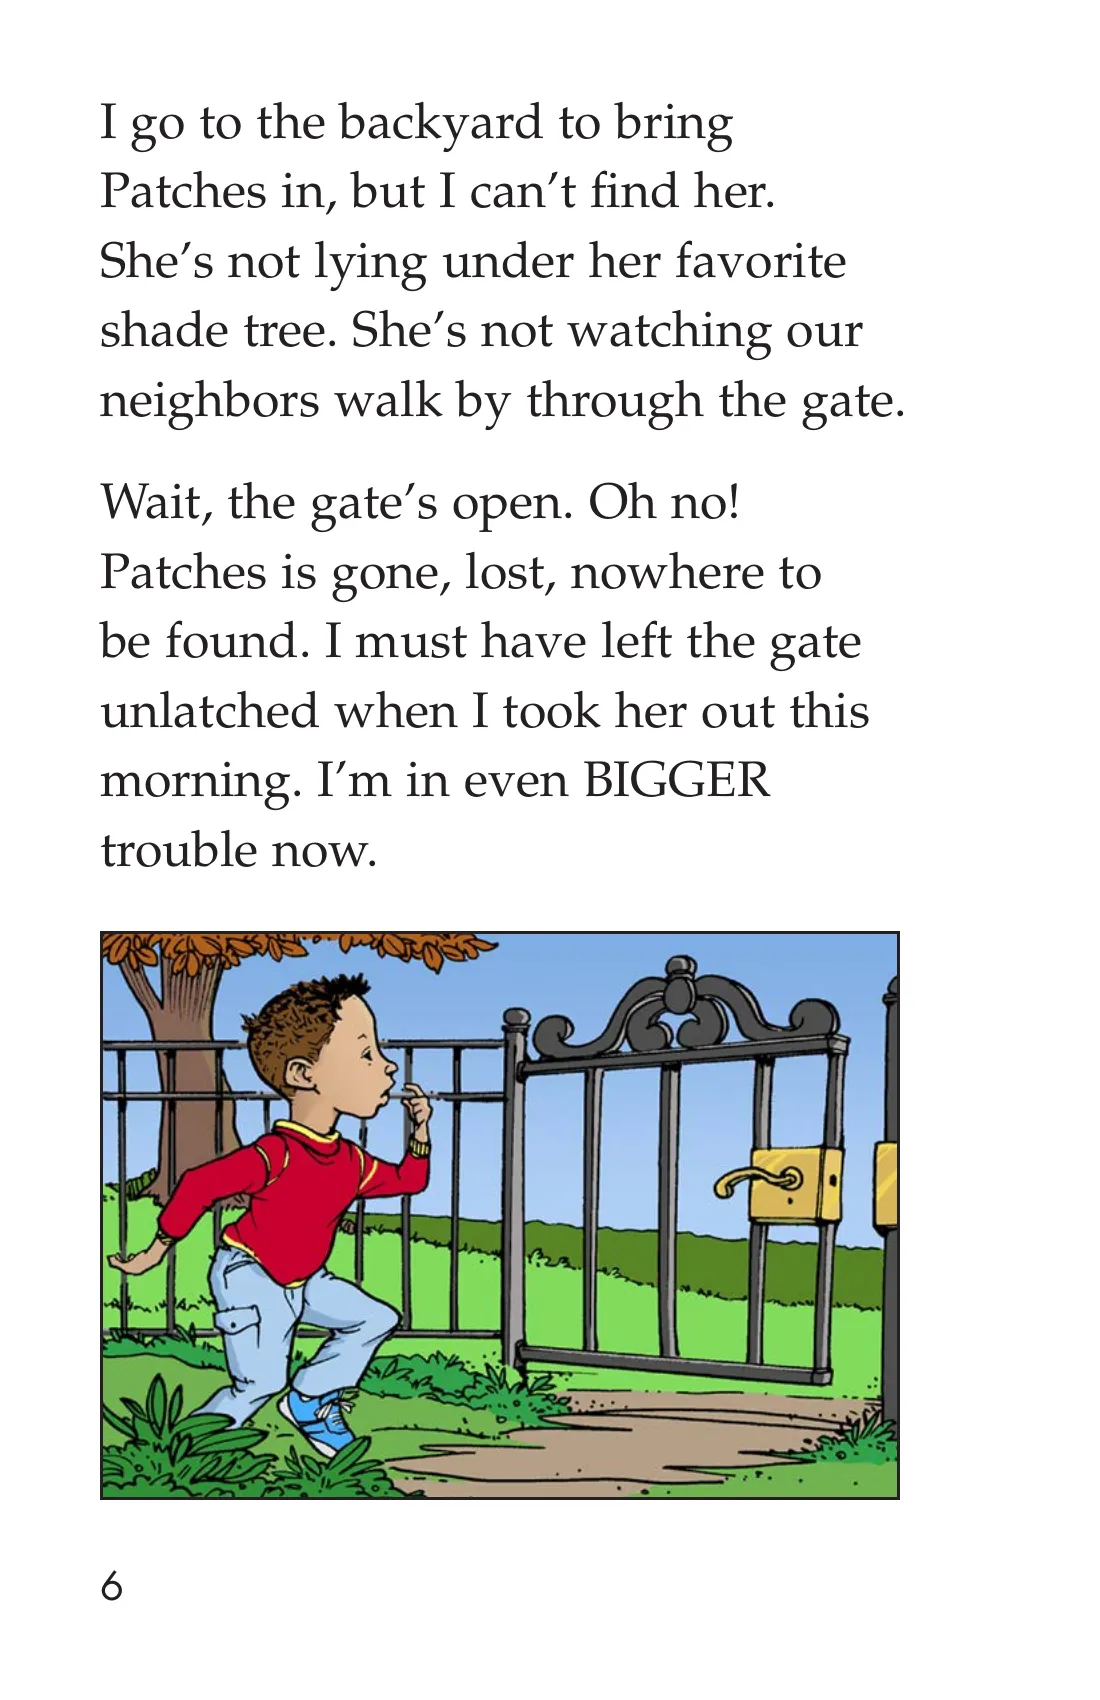 I go to the backyard to bring
Patches in, but I can’t find her.
She’s not lying under her favorite
shade tree. She’s not watching our
neighbors walk by through the gate.
Wait, the gate’s open. Oh no!
Patches is gone, lost, nowhere to
be found. I must have left the gate
unlatched when I took her out this
morning. I’m in even BIGGER
trouble now.
6